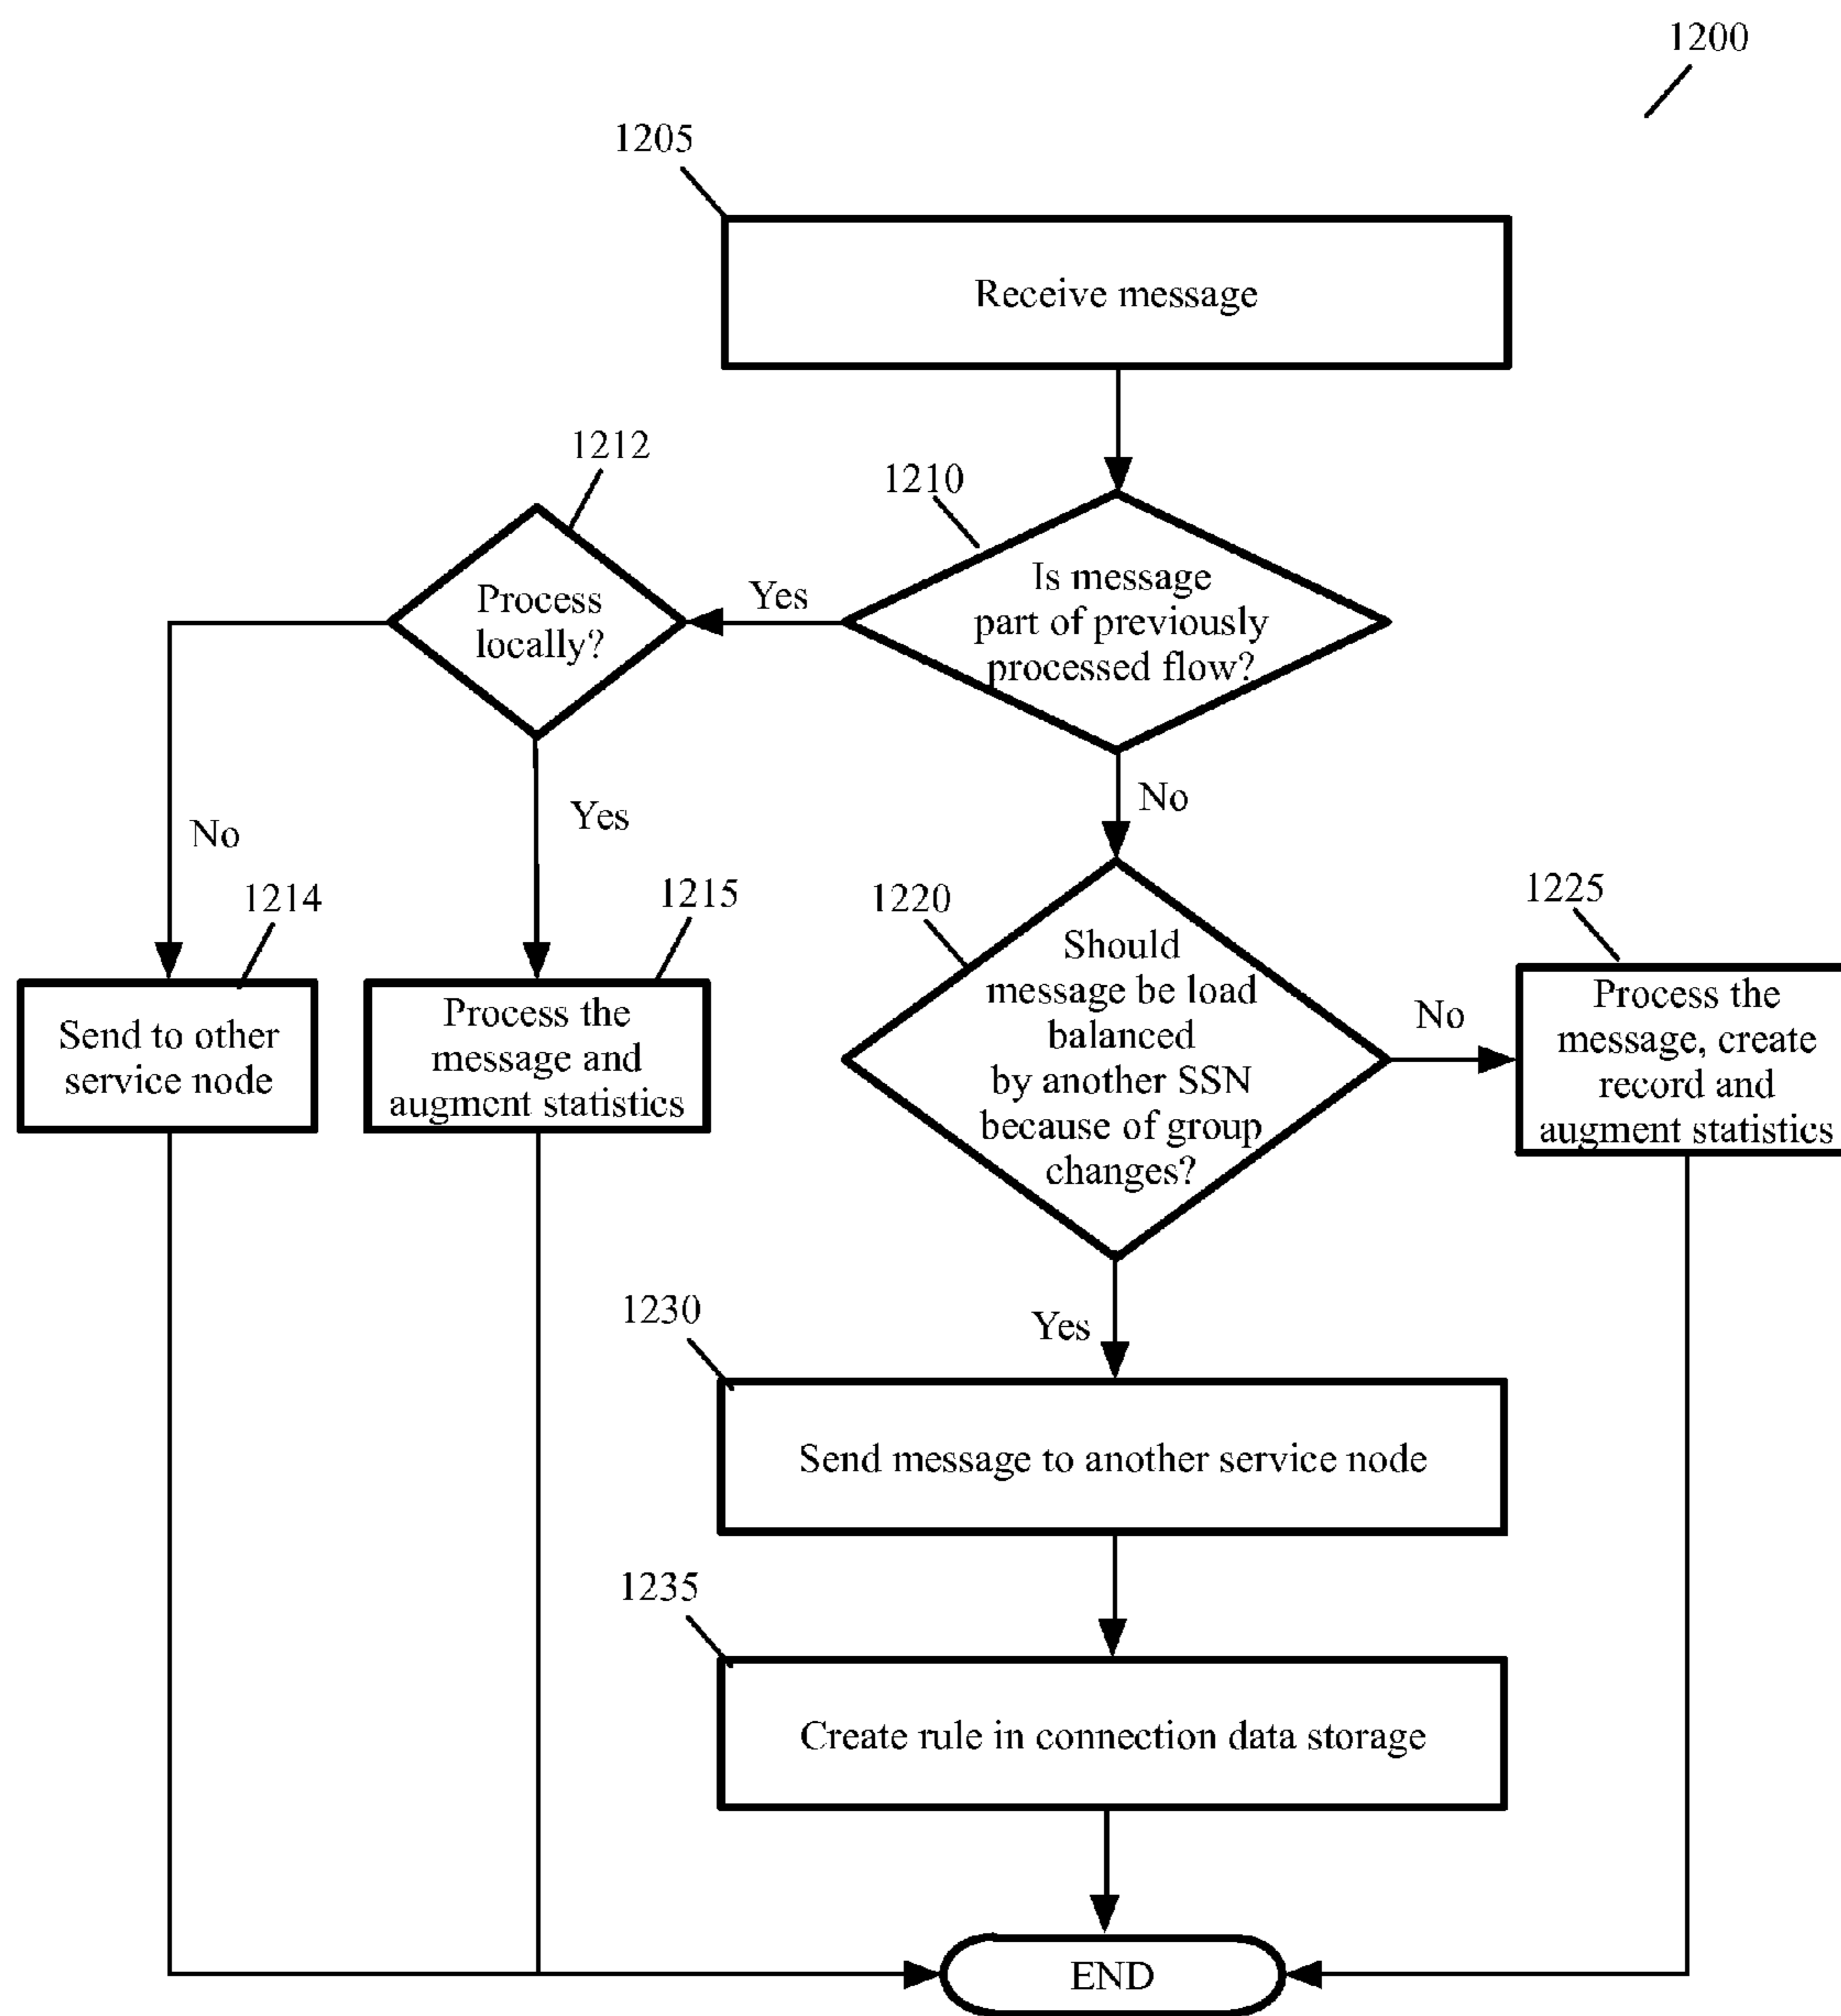 1200
1205
Receive message
1212
1210
Process
locally?
Yes
Is message
part of previously
processed flow?
No
Yes
No
1214
1215
1220
1225
Send to other
service node
Process the
message and
augment statistics
Should
message be load
balanced
by another SSN
because of group
changes?
No
Process the
message, create
record and
augment statistics
1230
Yes
Send message to another service node
1235
Create rule in connection data storage
END